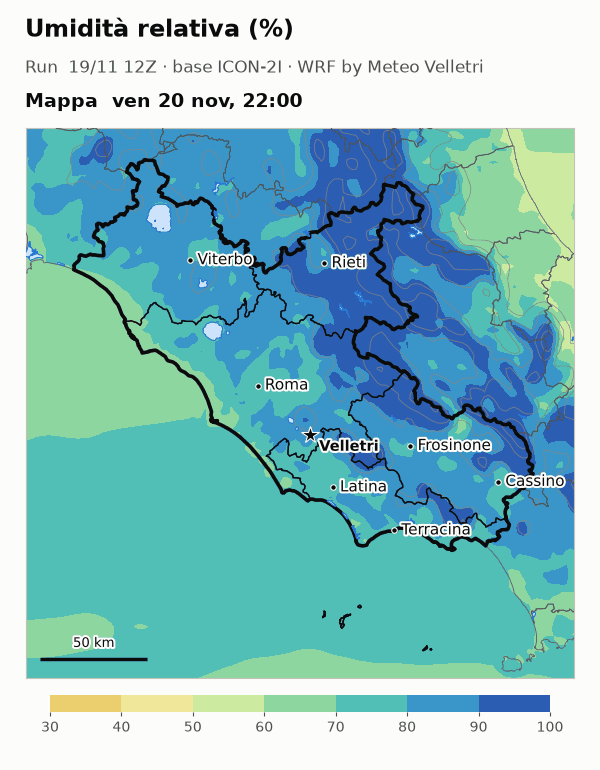 Umidità relativa (%)
Run  19/11 12Z · base ICON-2I · WRF by Meteo Velletri
Mappa  ven 20 nov, 22:00
Viterbo
Rieti
Roma
Velletri
Frosinone
Latina
Cassino
Terracina
50 km
30 40 50 60 70 80 90 100